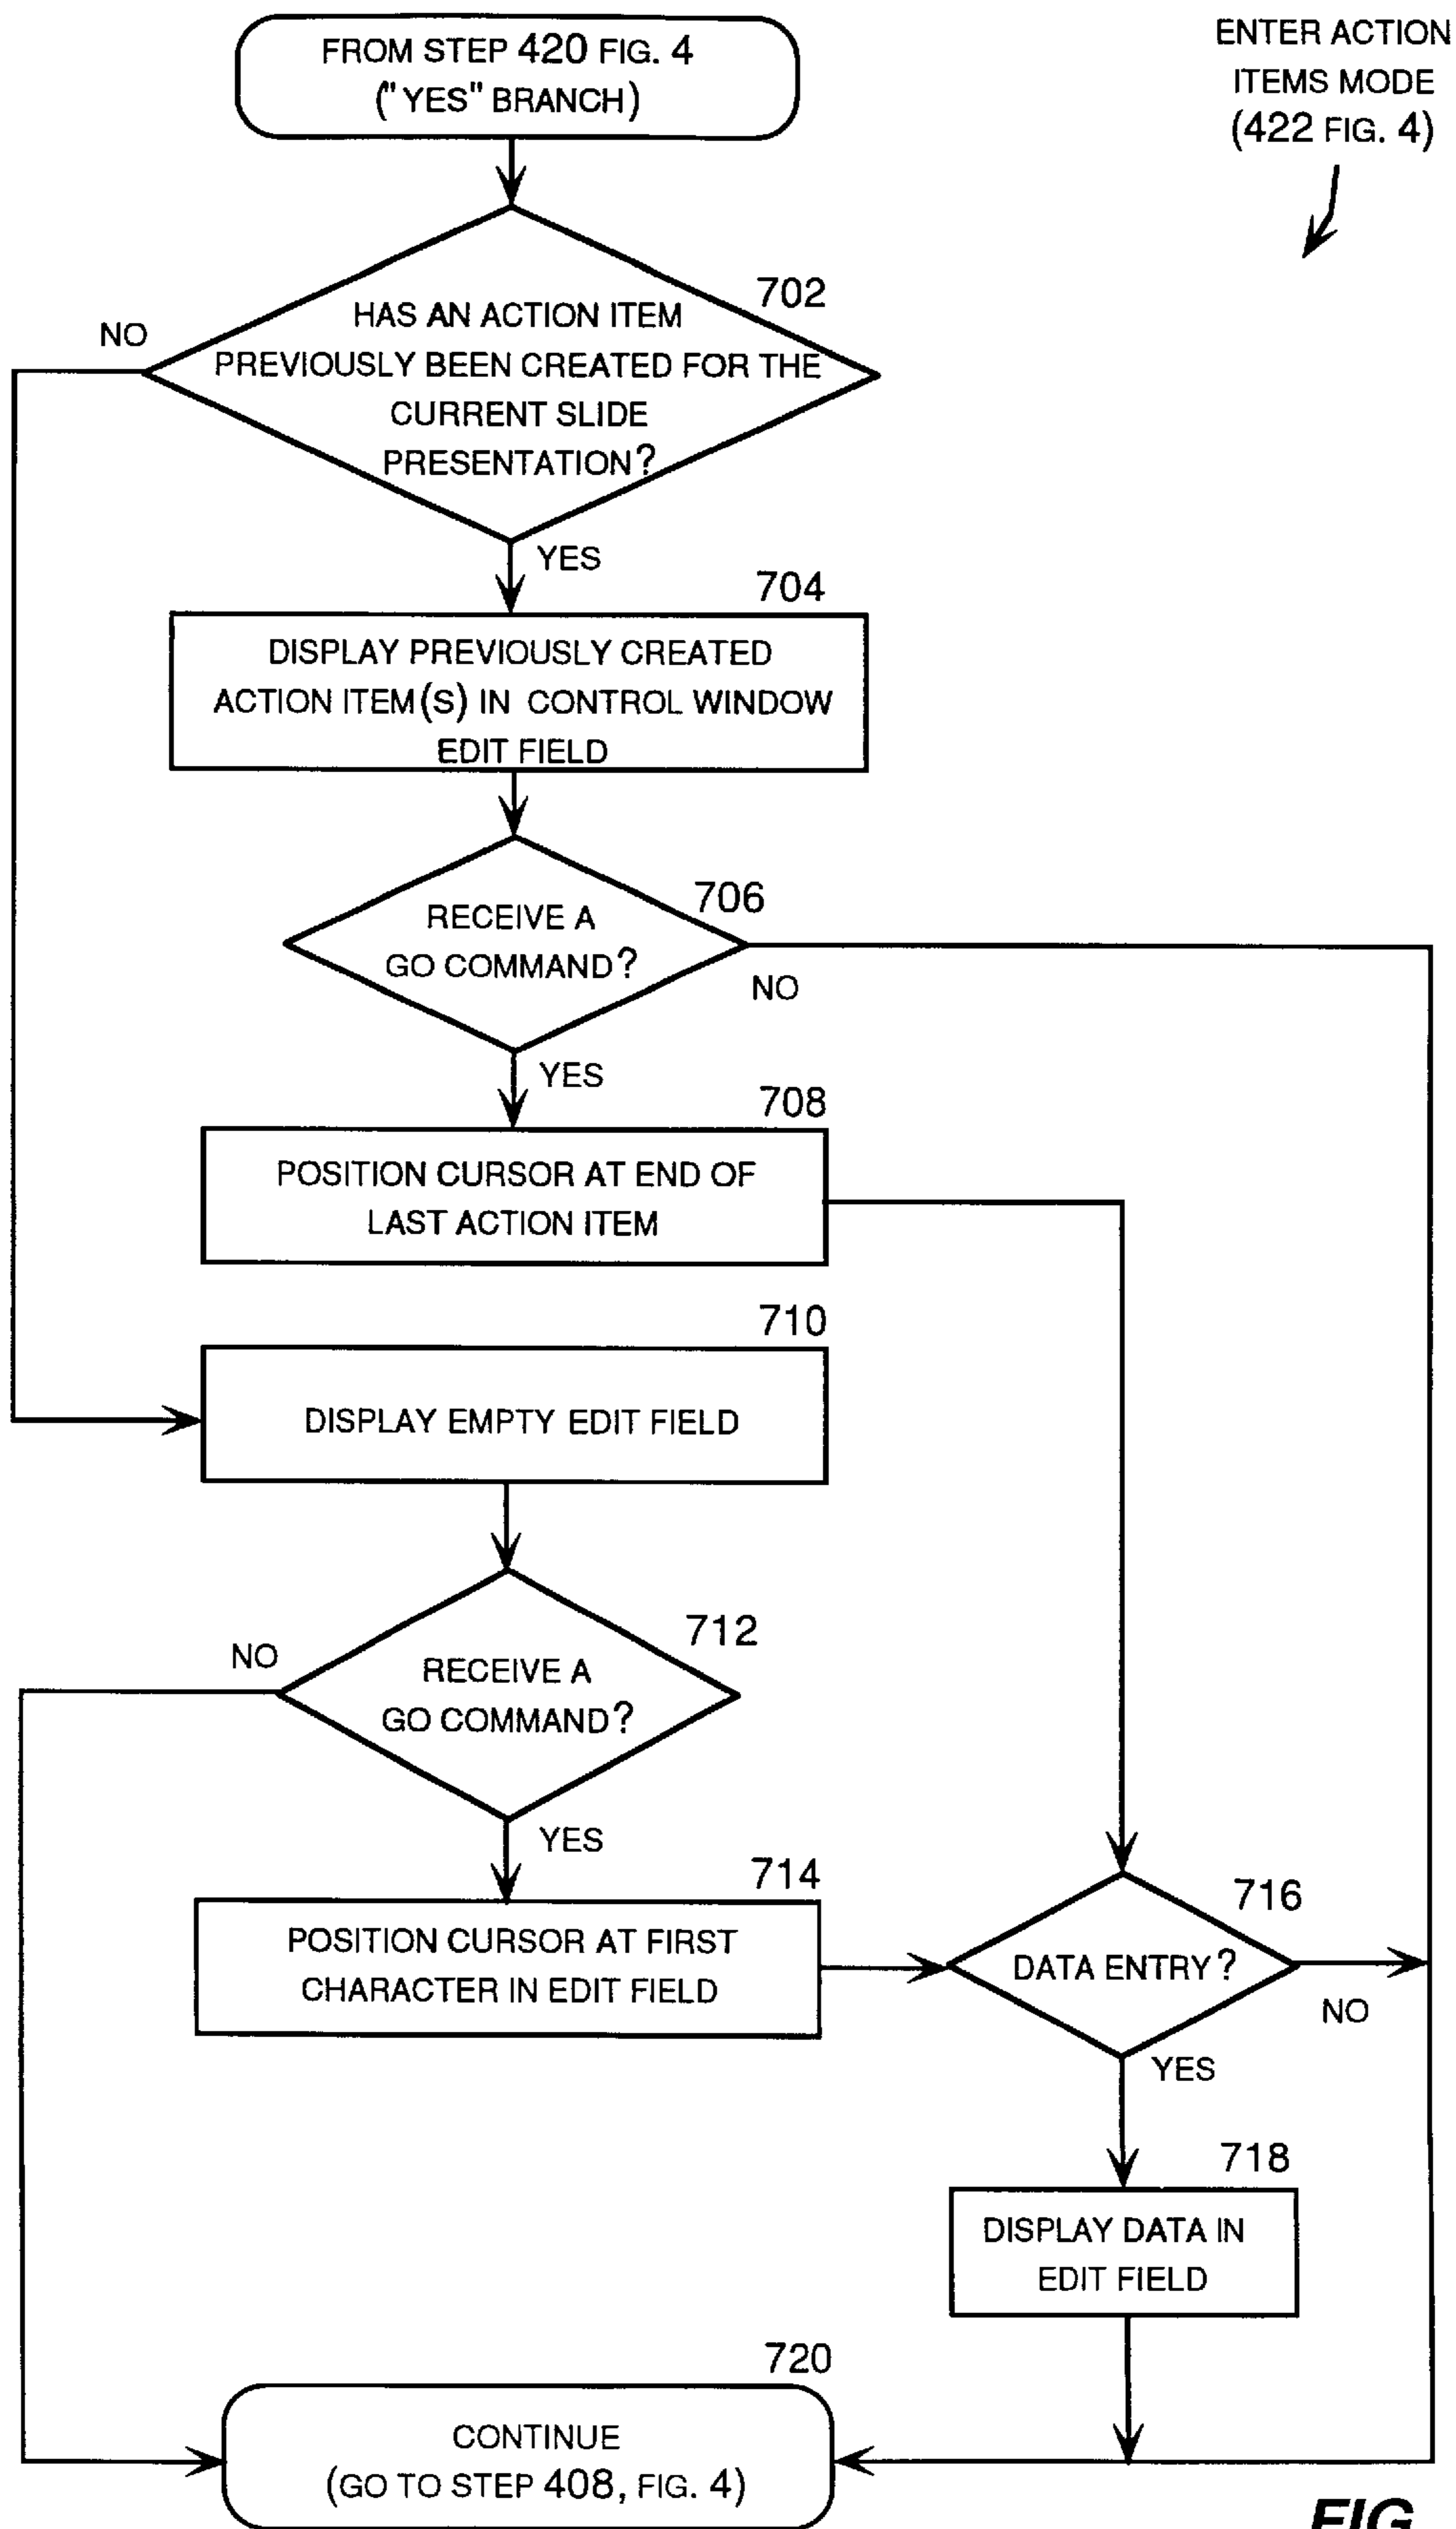 FROM STEP 420 FIG. 4
("YES" BRANCH)
ENTER ACTION
ITEMS MODE
(422 FIG. 4)
702
HAS AN ACTION ITEM
PREVIOUSLY BEEN CREATED FOR THE
CURRENT SLIDE
PRESENTATION?
NO
YES
704
DISPLAY PREVIOUSLY CREATED
ACTION ITEM(S) IN CONTROL WINDOW
EDIT FIELD
706
RECEIVE A
GO COMMAND?
NO
YES
708
POSITION CURSOR AT END OF
LAST ACTION ITEM
710
DISPLAY EMPTY EDIT FIELD
712
RECEIVE A
GO COMMAND?
NO
YES
714
POSITION CURSOR AT FIRST
CHARACTER IN EDIT FIELD
716
DATA ENTRY?
NO
YES
718
DISPLAY DATA IN
EDIT FIELD
720
CONTINUE
(GO TO STEP 408, FIG. 4)
FIG